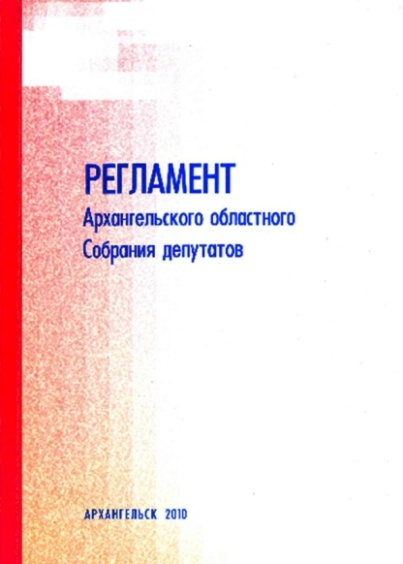 РЕГЛАМЕНТ
Архангельского областного
Собрания депутатов
АРХАНГЕЛЬСК 2010